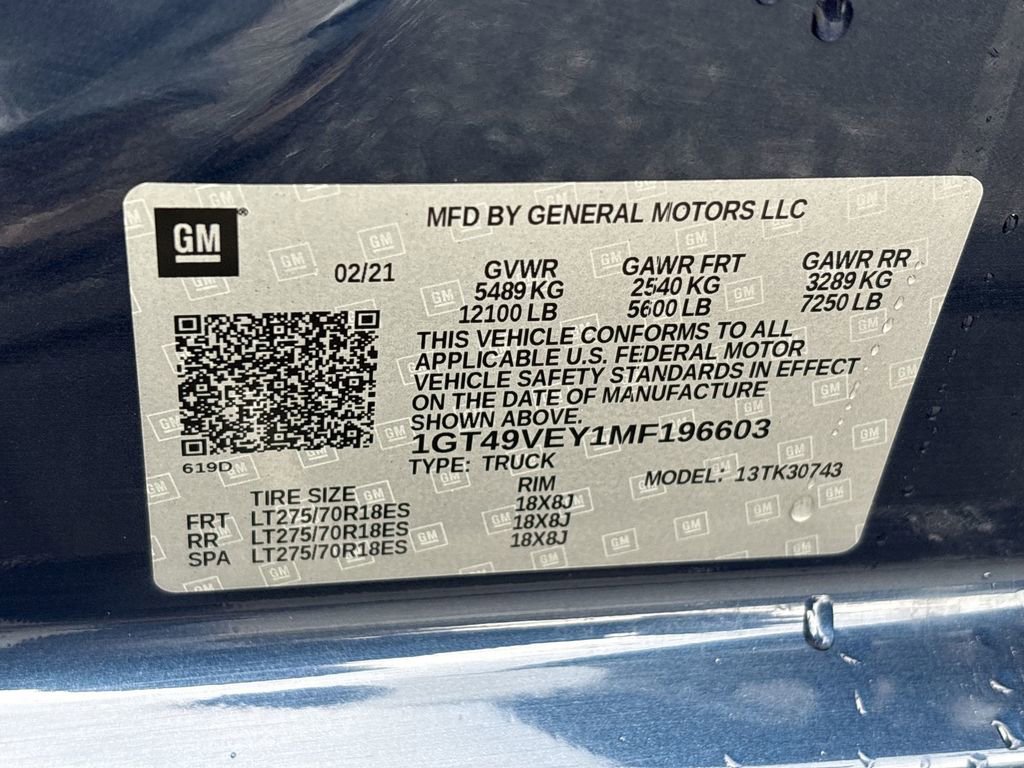 GM®
MFD BY GENERAL MOTORS LLC
02/21
GVWR GAWR FRT GAWR RR
5489 KG 2540 KG 3289 KG
12100 LB 5600 LB 7250 LB
THIS VEHICLE CONFORMS TO ALL
APPLICABLE U.S. FEDERAL MOTOR
VEHICLE SAFETY STANDARDS IN EFFECT
ON THE DATE OF MANUFACTURE
SHOWN ABOVE.
1GT49VEY1MF196603
619D
TYPE: TRUCK
MODEL: 13TK30743
TIRE SIZE RIM
FRT LT275/70R18ES 18X8J
RR LT275/70R18ES 18X8J
SPA LT275/70R18ES 18X8J